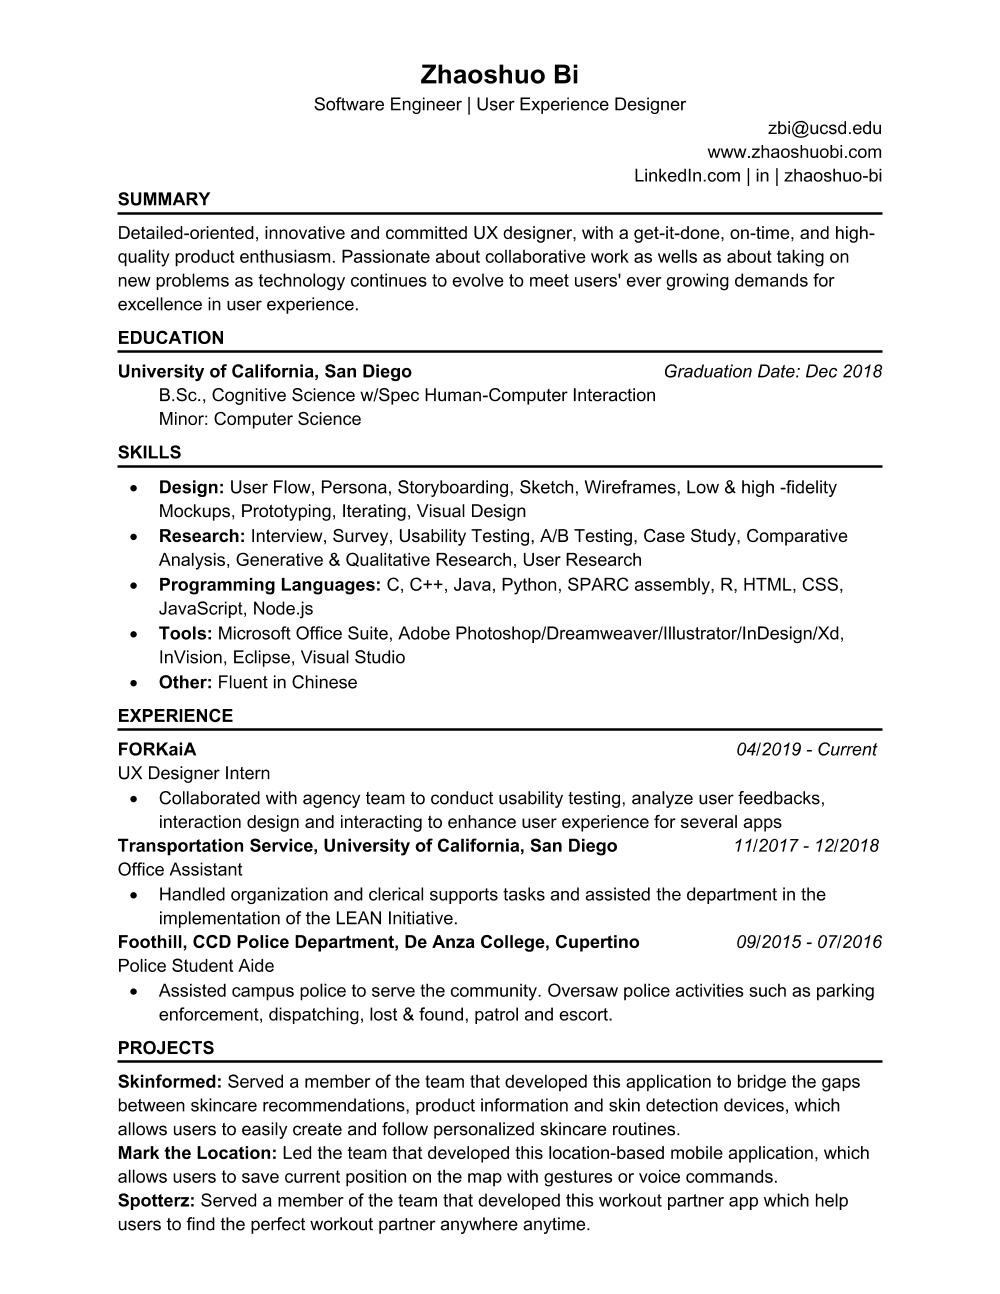 Zhaoshuo Bi
Software Engineer | User Experience Designer
zbi@ucsd.edu
www.zhaoshuobi.com
LinkedIn.com | in | zhaoshuo-bi
SUMMARY
Detailed-oriented, innovative and committed UX designer, with a get-it-done, on-time, and high-
quality product enthusiasm. Passionate about collaborative work as wells as about taking on
new problems as technology continues to evolve to meet users' ever growing demands for
excellence in user experience.
EDUCATION
University of California, San Diego Graduation Date: Dec 2018
B.Sc., Cognitive Science w/Spec Human-Computer Interaction
Minor: Computer Science
SKILLS
• Design: User Flow, Persona, Storyboarding, Sketch, Wireframes, Low & high -fidelity
Mockups, Prototyping, Iterating, Visual Design
• Research: Interview, Survey, Usability Testing, A/B Testing, Case Study, Comparative
Analysis, Generative & Qualitative Research, User Research
• Programming Languages: C, C++, Java, Python, SPARC assembly, R, HTML, CSS,
JavaScript, Node.js
• Tools: Microsoft Office Suite, Adobe Photoshop/Dreamweaver/Illustrator/InDesign/Xd,
InVision, Eclipse, Visual Studio
• Other: Fluent in Chinese
EXPERIENCE
FORKaiA 04/2019 - Current
UX Designer Intern
• Collaborated with agency team to conduct usability testing, analyze user feedbacks,
interaction design and interacting to enhance user experience for several apps
Transportation Service, University of California, San Diego 11/2017 - 12/2018
Office Assistant
• Handled organization and clerical supports tasks and assisted the department in the
implementation of the LEAN Initiative.
Foothill, CCD Police Department, De Anza College, Cupertino 09/2015 - 07/2016
Police Student Aide
• Assisted campus police to serve the community. Oversaw police activities such as parking
enforcement, dispatching, lost & found, patrol and escort.
PROJECTS
Skinformed: Served a member of the team that developed this application to bridge the gaps
between skincare recommendations, product information and skin detection devices, which
allows users to easily create and follow personalized skincare routines.
Mark the Location: Led the team that developed this location-based mobile application, which
allows users to save current position on the map with gestures or voice commands.
Spotterz: Served a member of the team that developed this workout partner app which help
users to find the perfect workout partner anywhere anytime.